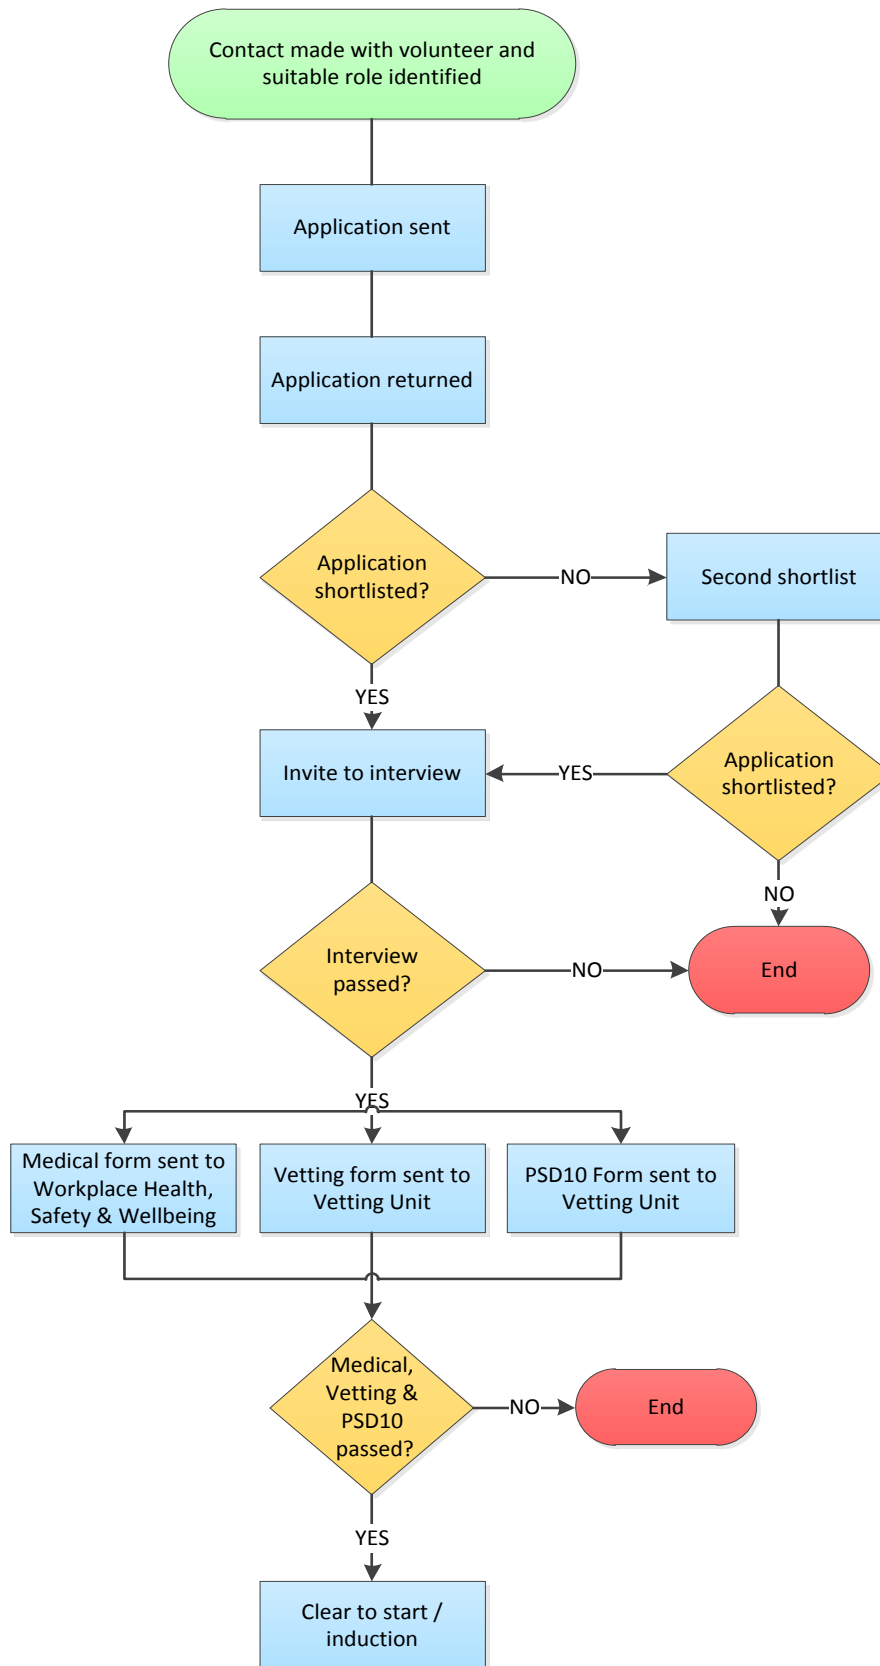 Contact made with volunteer and
suitable role identified
Application sent
Application returned
Application
shortlisted?
NO
Second shortlist
YES
Invite to interview
YES
Application
shortlisted?
NO
Interview
passed?
NO
End
YES
Medical form sent to
Workplace Health,
Safety & Wellbeing
Vetting form sent to
Vetting Unit
PSD10 Form sent to
Vetting Unit
Medical,
Vetting &
PSD10
passed?
NO
End
YES
Clear to start /
induction